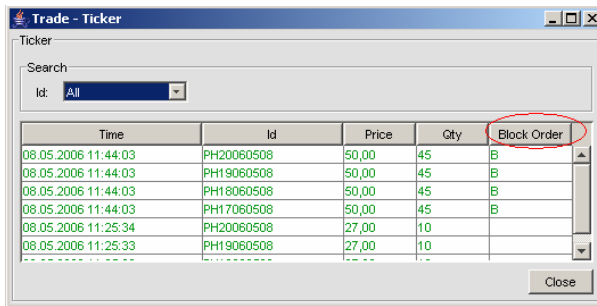 Trade - Ticker
Ticker
Search
Id: All
Time Id Price Qty Block Order
08.05.2006 11:44:03 PH20060508 50,00 45 B
08.05.2006 11:44:03 PH19060508 50,00 45 B
08.05.2006 11:44:03 PH18060508 50,00 45 B
08.05.2006 11:44:03 PH17060508 50,00 45 B
08.05.2006 11:25:34 PH20060508 27,00 10
08.05.2006 11:25:33 PH19060508 27,00 10
Close